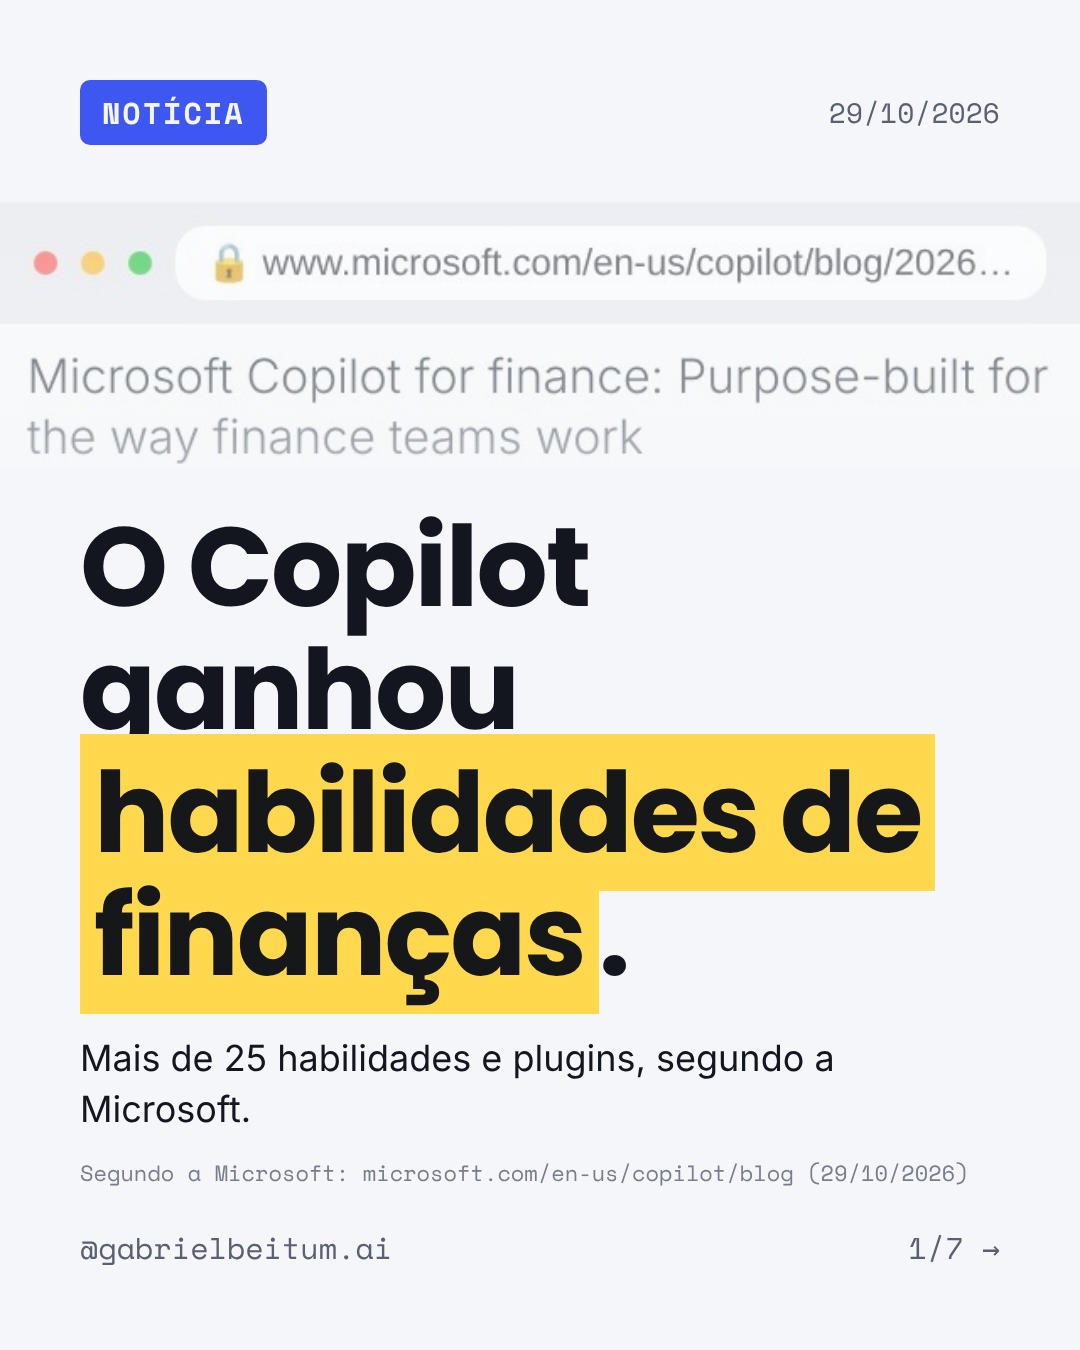 NOTÍCIA
29/10/2026
www.microsoft.com/en-us/copilot/blog/2026...
Microsoft Copilot for finance: Purpose-built for
the way finance teams work
O Copilot
ganhou
habilidades de
finanças.
Mais de 25 habilidades e plugins, segundo a
Microsoft.
Segundo a Microsoft: microsoft.com/en-us/copilot/blog (29/10/2026)
@gabrielbeitum.ai
1/7 →